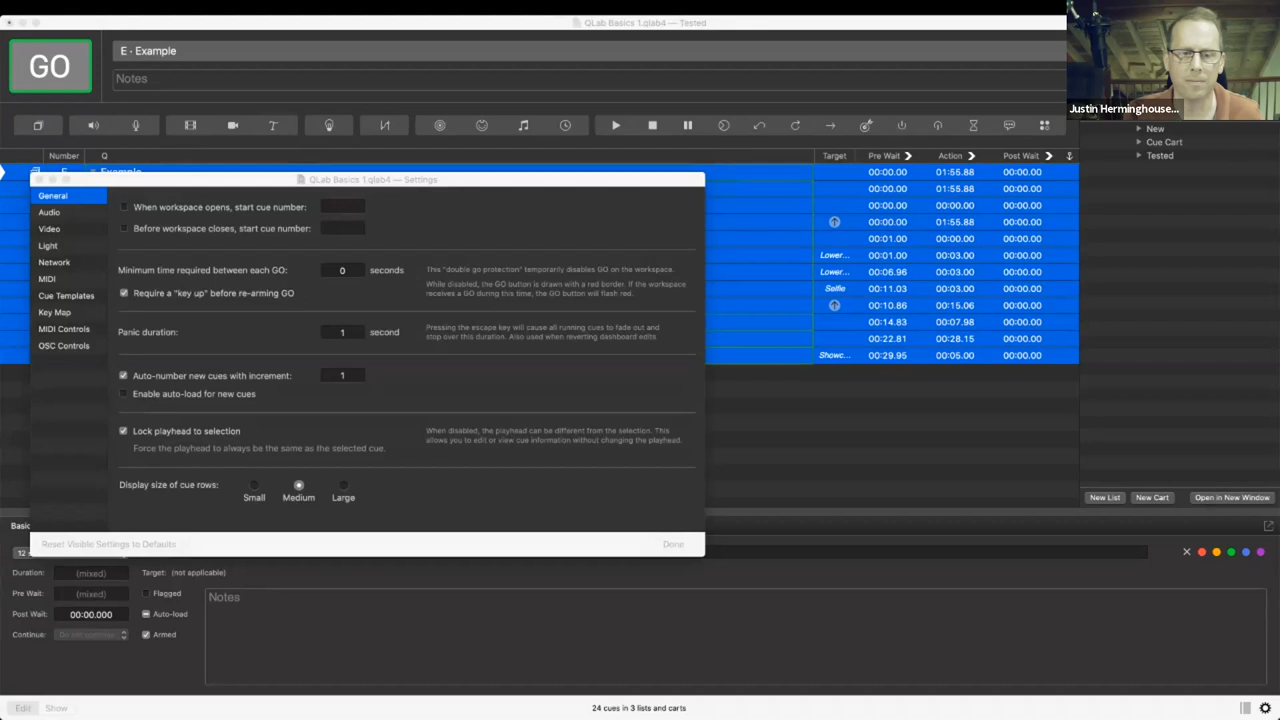 QLab Basics 1.qlab4 — Tested
GO
E · Example
Notes
Justin Herminghouse...
Number Q Target Pre Wait Action Post Wait
New
Cue Cart
Tested
E Example 00:00.00 01:55.88 00:00.00
00:00.00 00:00.00 00:00.00
00:00.00 00:00.00 00:00.00
00:00.00 01:55.88 00:00.00
00:01.00 00:00.00 00:00.00
Lower... 00:01.00 00:03.00 00:00.00
Lower... 00:06.96 00:03.00 00:00.00
Selfie 00:11.03 00:03.00 00:00.00
00:10.86 00:15.06 00:00.00
00:14.83 00:07.98 00:00.00
00:22.81 00:28.15 00:00.00
Showc... 00:29.95 00:05.00 00:00.00
QLab Basics 1.qlab4 — Settings
General
Audio
Video
Light
Network
MIDI
Cue Templates
Key Map
MIDI Controls
OSC Controls
When workspace opens, start cue number:
Before workspace closes, start cue number:
Minimum time required between each GO: 0 seconds
This "double go protection" temporarily disables GO on the workspace.
While disabled, the GO button is drawn with a red border. If the workspace
receives a GO during this time, the GO button will flash red.
Require a "key up" before re-arming GO
Panic duration: 1 second
Pressing the escape key will cause all running cues to fade out and
stop over this duration. Also used when reverting dashboard edits.
Auto-number new cues with increment: 1
Enable auto-load for new cues
Lock playhead to selection
Force the playhead to always be the same as the selected cue.
When disabled, the playhead can be different from the selection. This
allows you to edit or view cue information without changing the playhead.
Display size of cue rows:
Small Medium Large
Reset Visible Settings to Defaults Done
New List New Cart Open in New Window
Basic
12
Duration: (mixed) Target: (not applicable)
Pre Wait: (mixed) Flagged
Post Wait: 00:00.000 Auto-load
Continue: Do not continue Armed
Notes
Edit Show 24 cues in 3 lists and carts